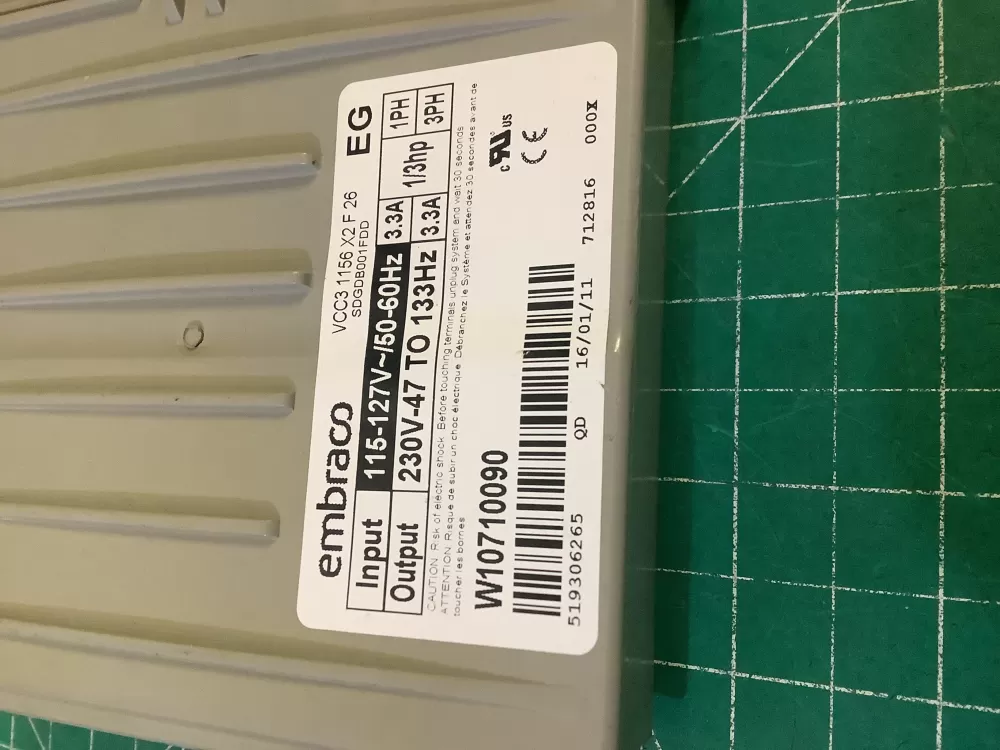 embraco
VCC3 1156 X2 F 26
SDGDB001FDD
EG
Input 115-127V~/50-60Hz 3.3A 1/3hp 1PH
Output 230V-47 TO 133Hz 3.3A 3PH
CAUTION Risk of electric shock. Before touching terminals unplug system and wait 30 seconds
ATTENTION Risque de subir un choc électrique Débranchez le Système et attendez 30 secondes avant de
toucher les bornes
W10710090
c UR us
CE
519306265 QD 16/01/11 712816 000X